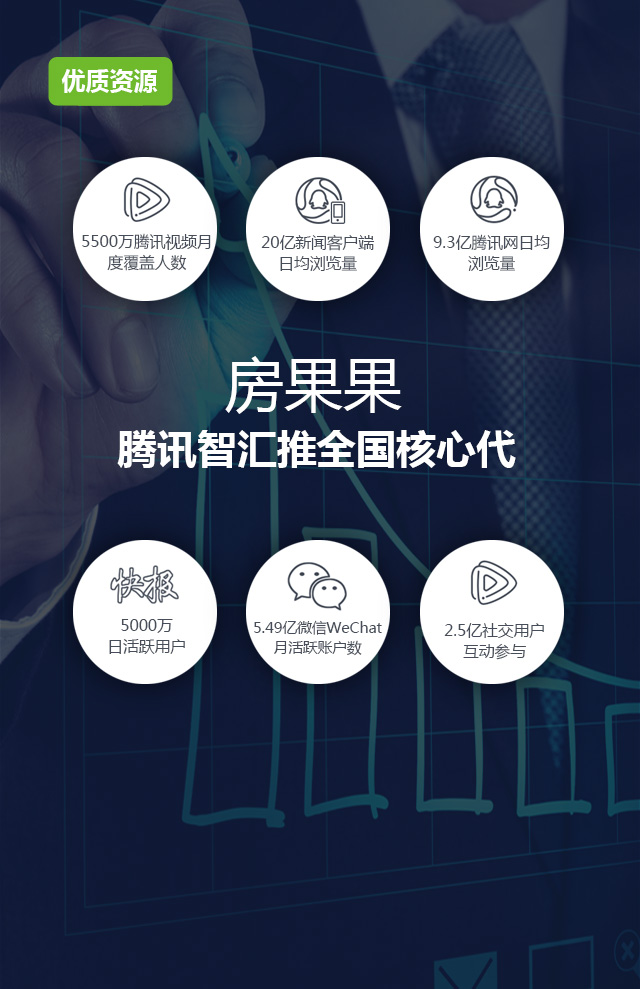 优质资源
5500万腾讯视频月
度覆盖人数
20亿新闻客户端
日均浏览量
9.3亿腾讯网日均
浏览量
房果果
腾讯智汇推全国核心代
快报
5000万
日活跃用户
5.49亿微信WeChat
月活跃账户数
2.5亿社交用户
互动参与